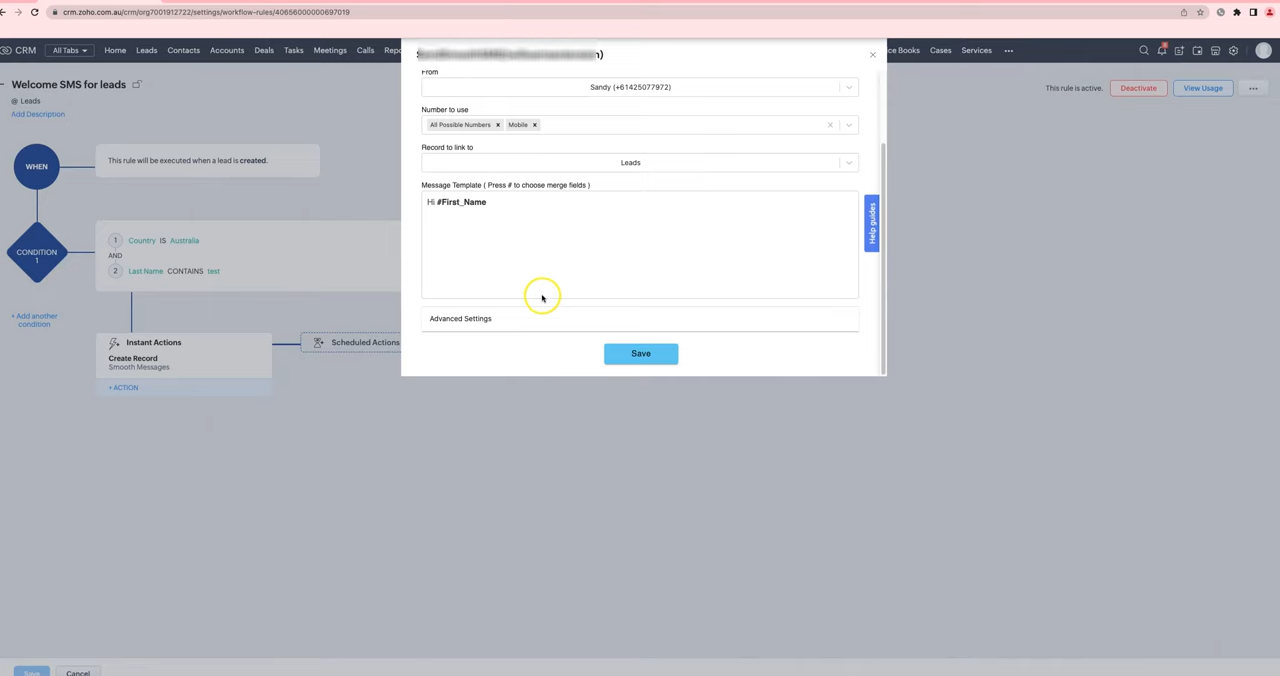 crm.zoho.com.au/crm/org7001912722/settings/workflow-rules/40656000000697019
CRM All Tabs Home Leads Contacts Accounts Deals Tasks Meetings Calls Repo ce Books Cases Services
n)
Welcome SMS for leads
@ Leads
Add Description
This rule is active. Deactivate View Usage
WHEN
This rule will be executed when a lead is created.
CONDITION
1
1 Country IS Australia
AND
2 Last Name CONTAINS test
+ Add another
condition
Instant Actions
Create Record
Smooth Messages
+ ACTION
Scheduled Actions
From
Sandy (+61425077972)
Number to use
All Possible Numbers x Mobile x
Record to link to
Leads
Message Template ( Press # to choose merge fields )
Hi #First_Name
Help guides
Advanced Settings
Save
Save Cancel